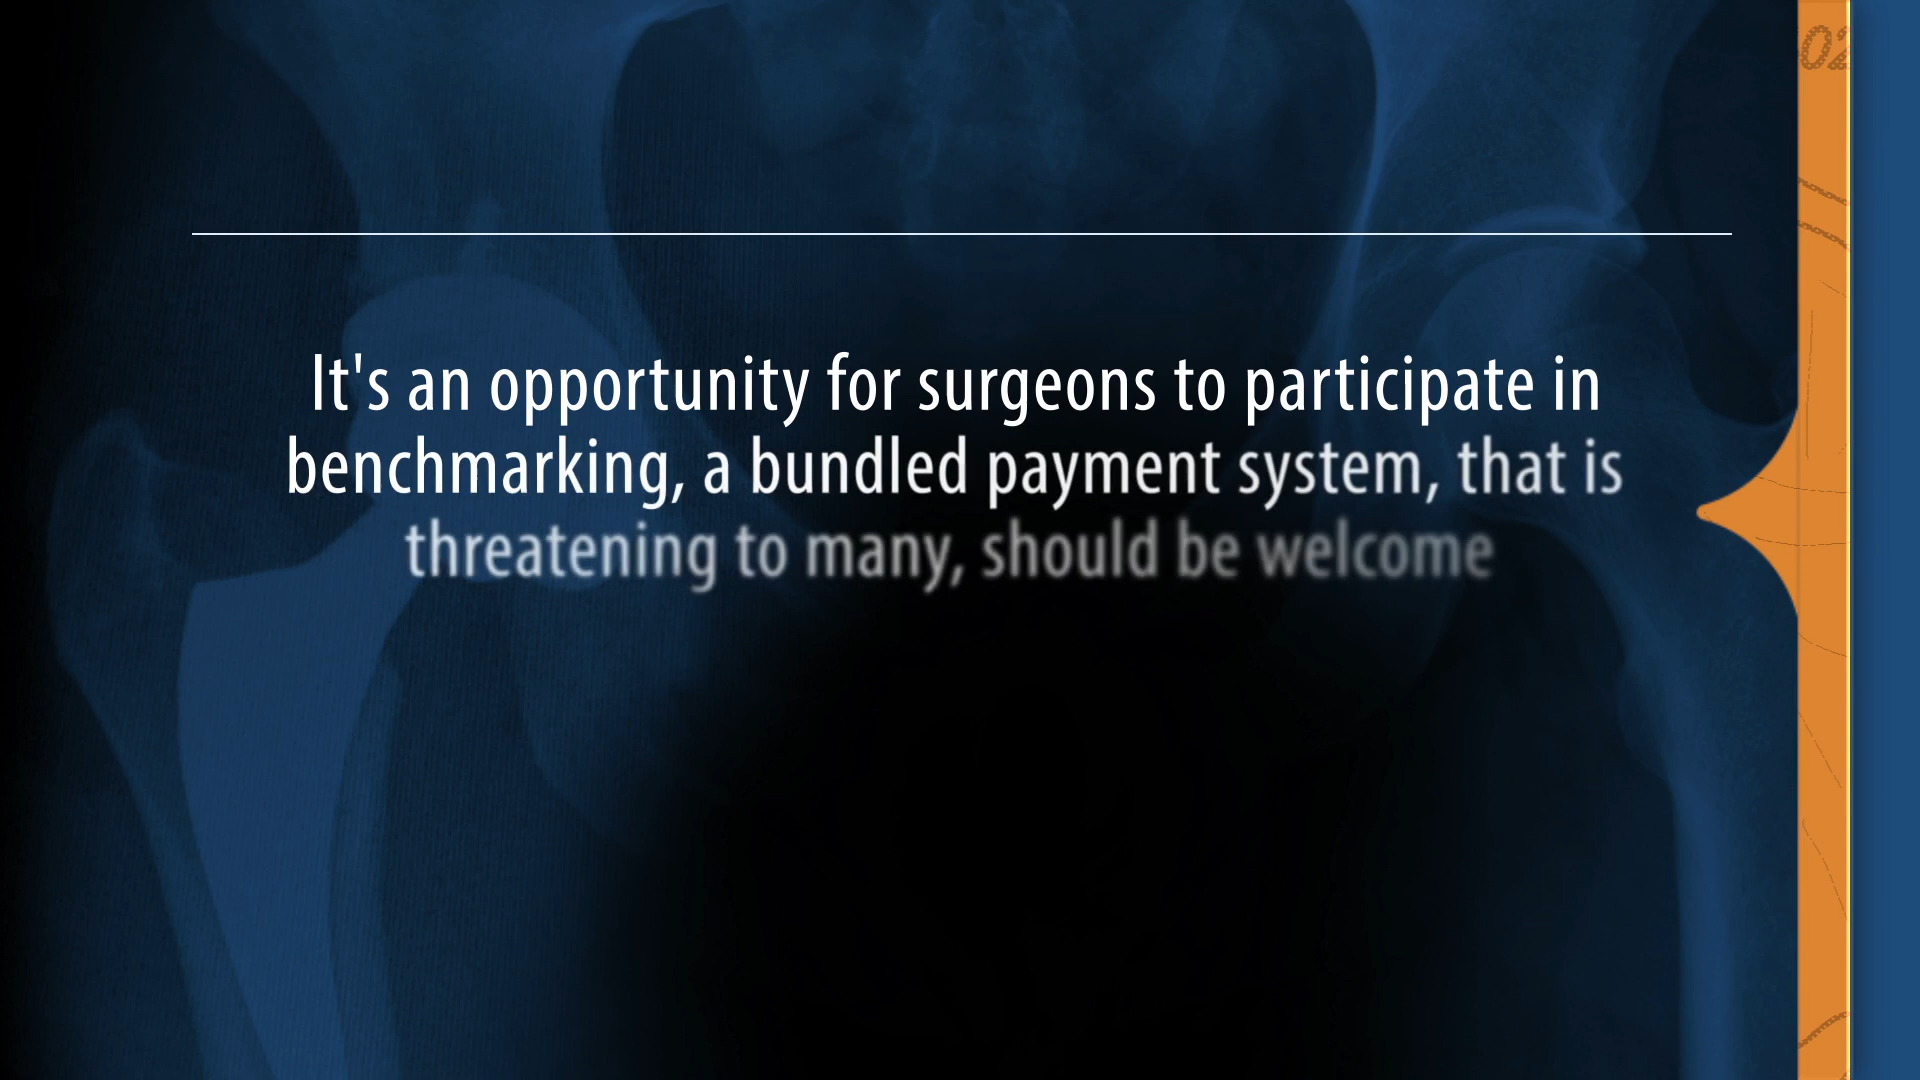 It's an opportunity for surgeons to participate in
benchmarking, a bundled payment system, that is
threatening to many, should be welcome
02